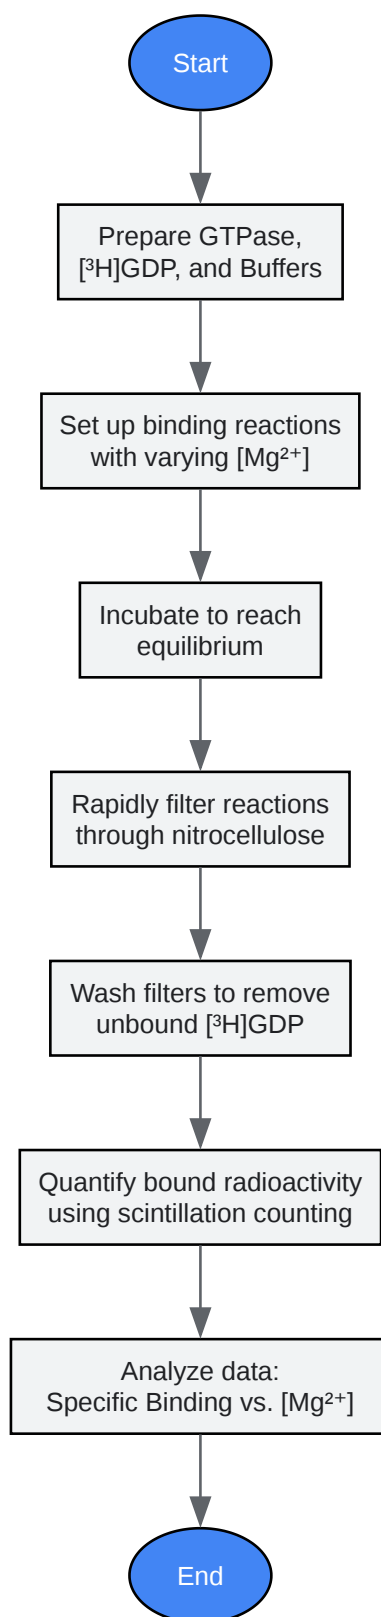 Start
Prepare GTPase,
[³H]GDP, and Buffers
Set up binding reactions
with varying [Mg²⁺]
Incubate to reach
equilibrium
Rapidly filter reactions
through nitrocellulose
Wash filters to remove
unbound [³H]GDP
Quantify bound radioactivity
using scintillation counting
Analyze data:
Specific Binding vs. [Mg²⁺]
End